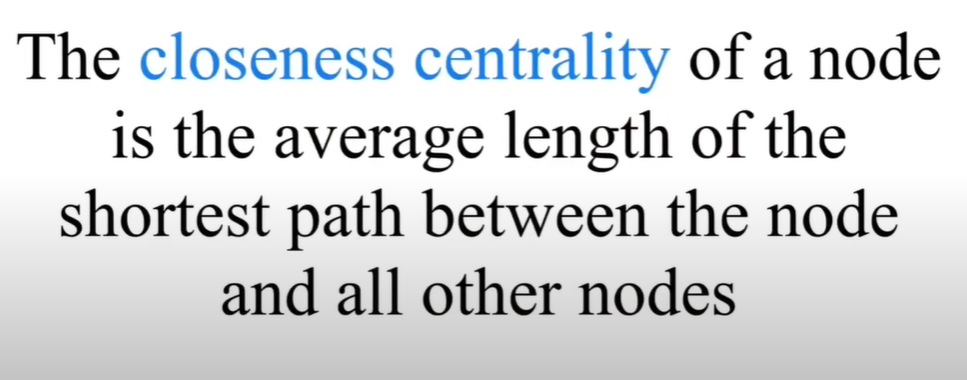 The closeness centrality of a node
is the average length of the
shortest path between the node
and all other nodes